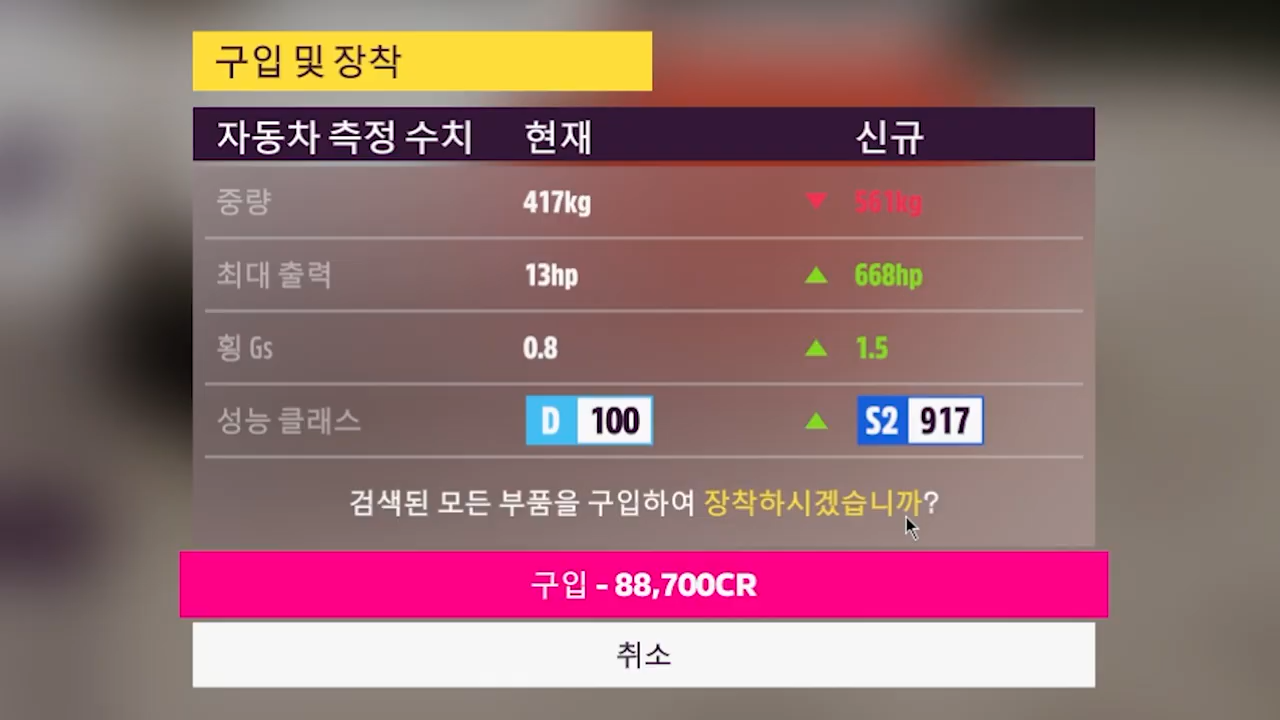 구입 및 장착
자동차 측정 수치 현재 신규
중량 417kg 561kg
최대 출력 13hp 668hp
횡 Gs 0.8 1.5
성능 클래스 D 100 S2 917
검색된 모든 부품을 구입하여 장착하시겠습니까?
구입 - 88,700CR
취소